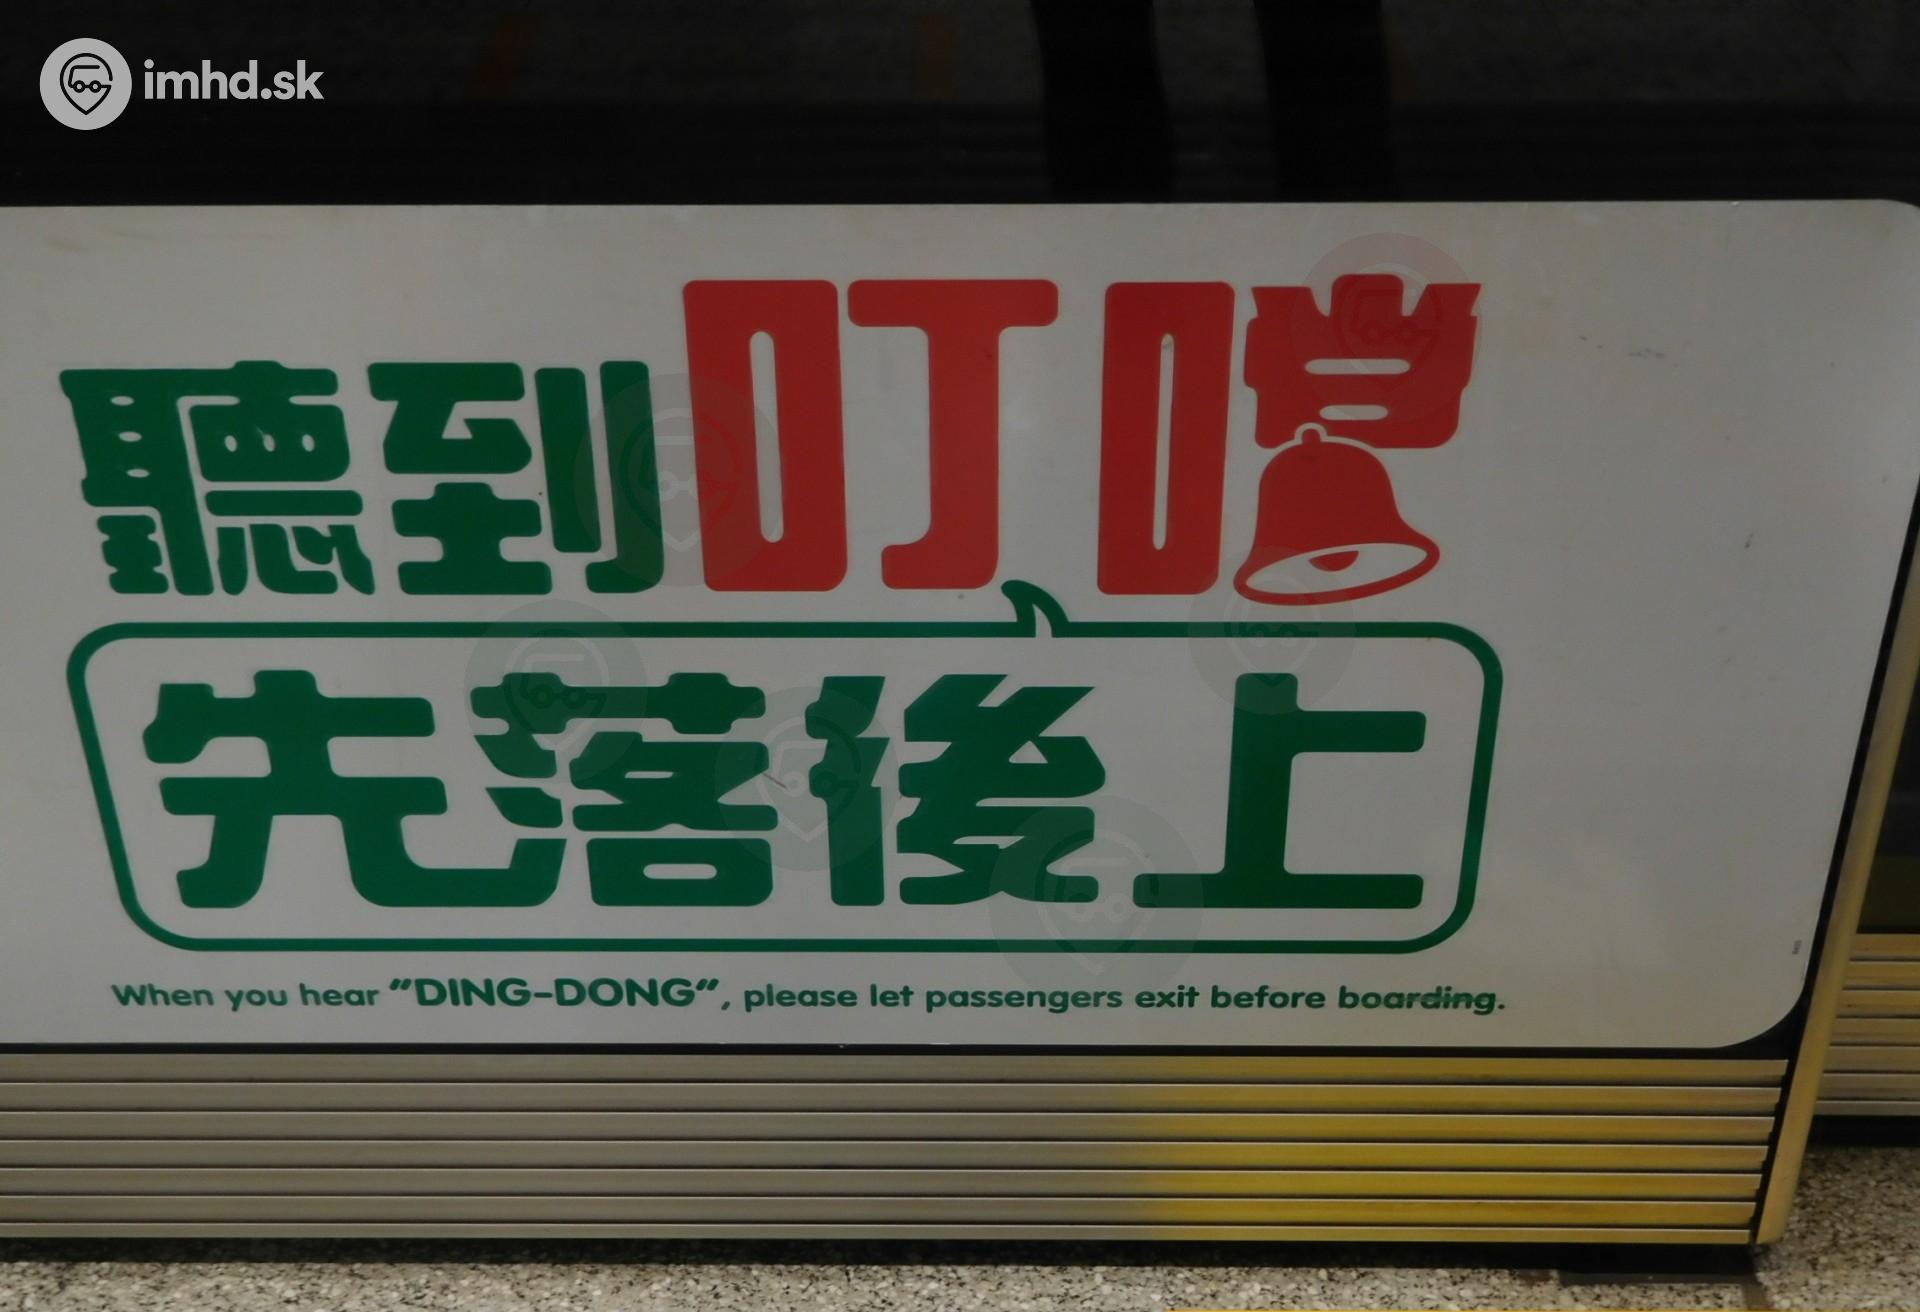 imhd.sk
聽到叮噹
先落後上
When you hear "DING-DONG", please let passengers exit before boarding.